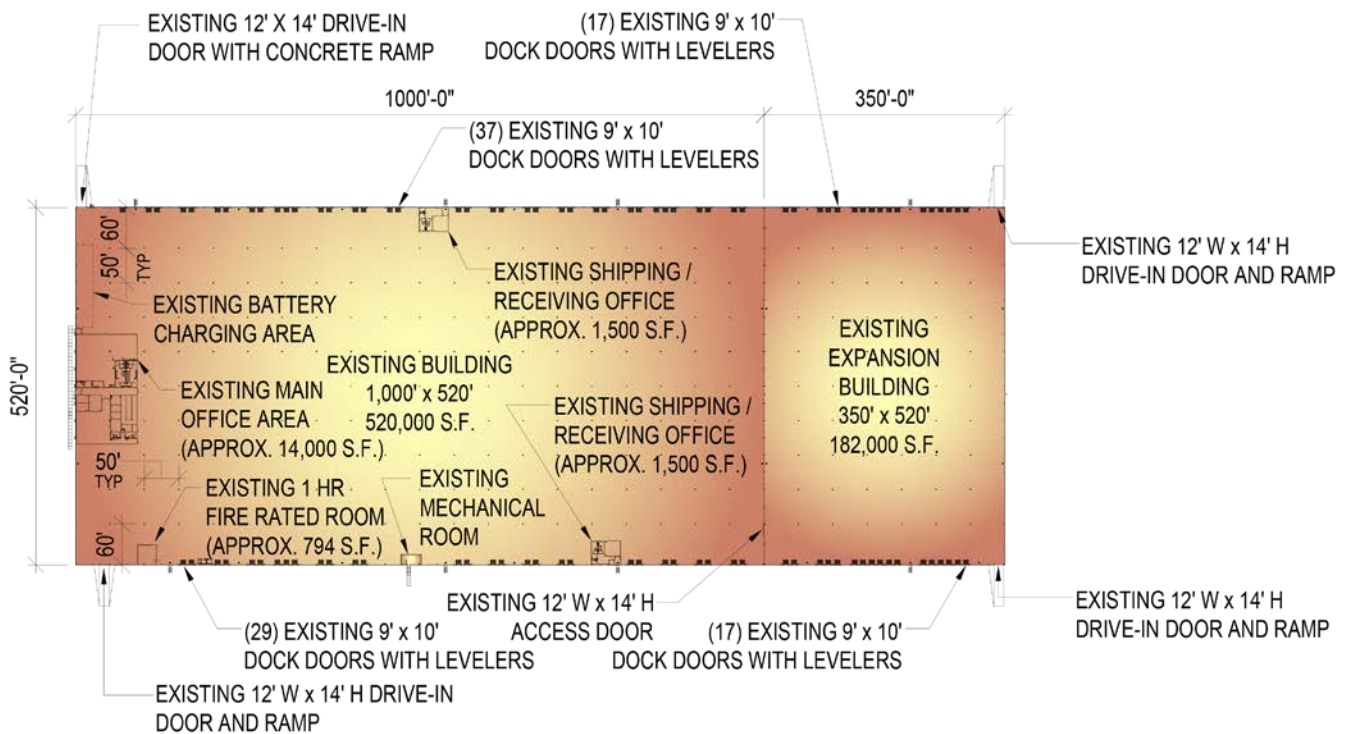 EXISTING 12' X 14' DRIVE-IN
DOOR WITH CONCRETE RAMP
(17) EXISTING 9' x 10'
DOCK DOORS WITH LEVELERS
1000'-0"
350'-0"
(37) EXISTING 9' x 10'
DOCK DOORS WITH LEVELERS
60'
50'
TYP
EXISTING 12' W x 14' H
DRIVE-IN DOOR AND RAMP
EXISTING BATTERY
CHARGING AREA
EXISTING SHIPPING /
RECEIVING OFFICE
(APPROX. 1,500 S.F.)
520'-0"
EXISTING MAIN
OFFICE AREA
(APPROX. 14,000 S.F.)
EXISTING BUILDING
1,000' x 520'
520,000 S.F.
EXISTING
EXPANSION
BUILDING
350' x 520'
182,000 S.F.
EXISTING SHIPPING /
RECEIVING OFFICE
(APPROX. 1,500 S.F.)
50'
TYP
EXISTING 1 HR
FIRE RATED ROOM
(APPROX. 794 S.F.)
EXISTING
MECHANICAL
ROOM
60'
EXISTING 12' W x 14' H
ACCESS DOOR
EXISTING 12' W x 14' H
DRIVE-IN DOOR AND RAMP
(29) EXISTING 9' x 10'
DOCK DOORS WITH LEVELERS
(17) EXISTING 9' x 10'
DOCK DOORS WITH LEVELERS
EXISTING 12' W x 14' H DRIVE-IN
DOOR AND RAMP